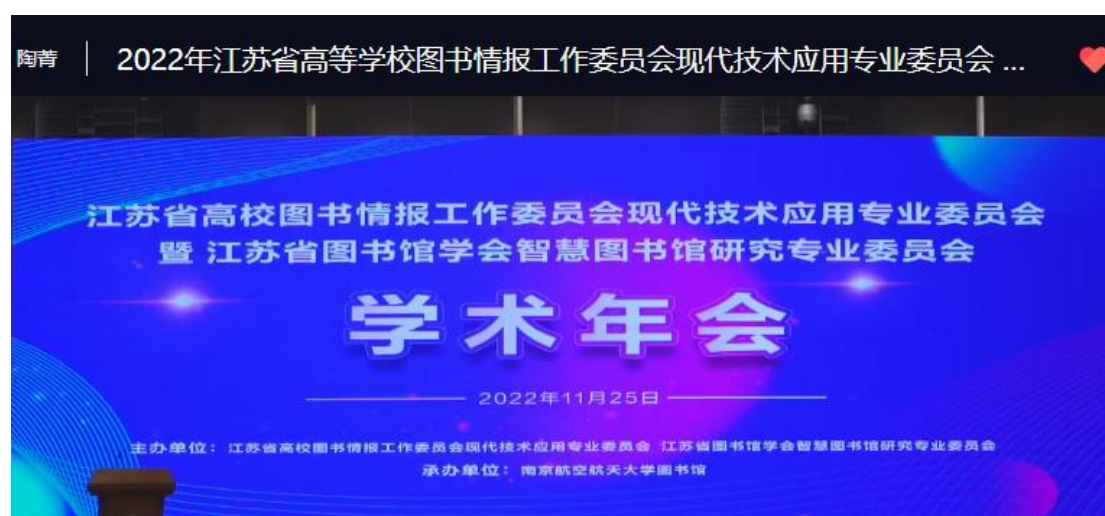 陶菁
2022年江苏省高等学校图书情报工作委员会现代技术应用专业委员会 ...
江苏省高校图书情报工作委员会现代技术应用专业委员会
暨 江苏省图书馆学会智慧图书馆研究专业委员会
学术年会
2022年11月25日
主办单位：江苏省高校图书情报工作委员会现代技术应用专业委员会 江苏省图书馆学会智慧图书馆研究专业委员会
承办单位：南京航空航天大学图书馆